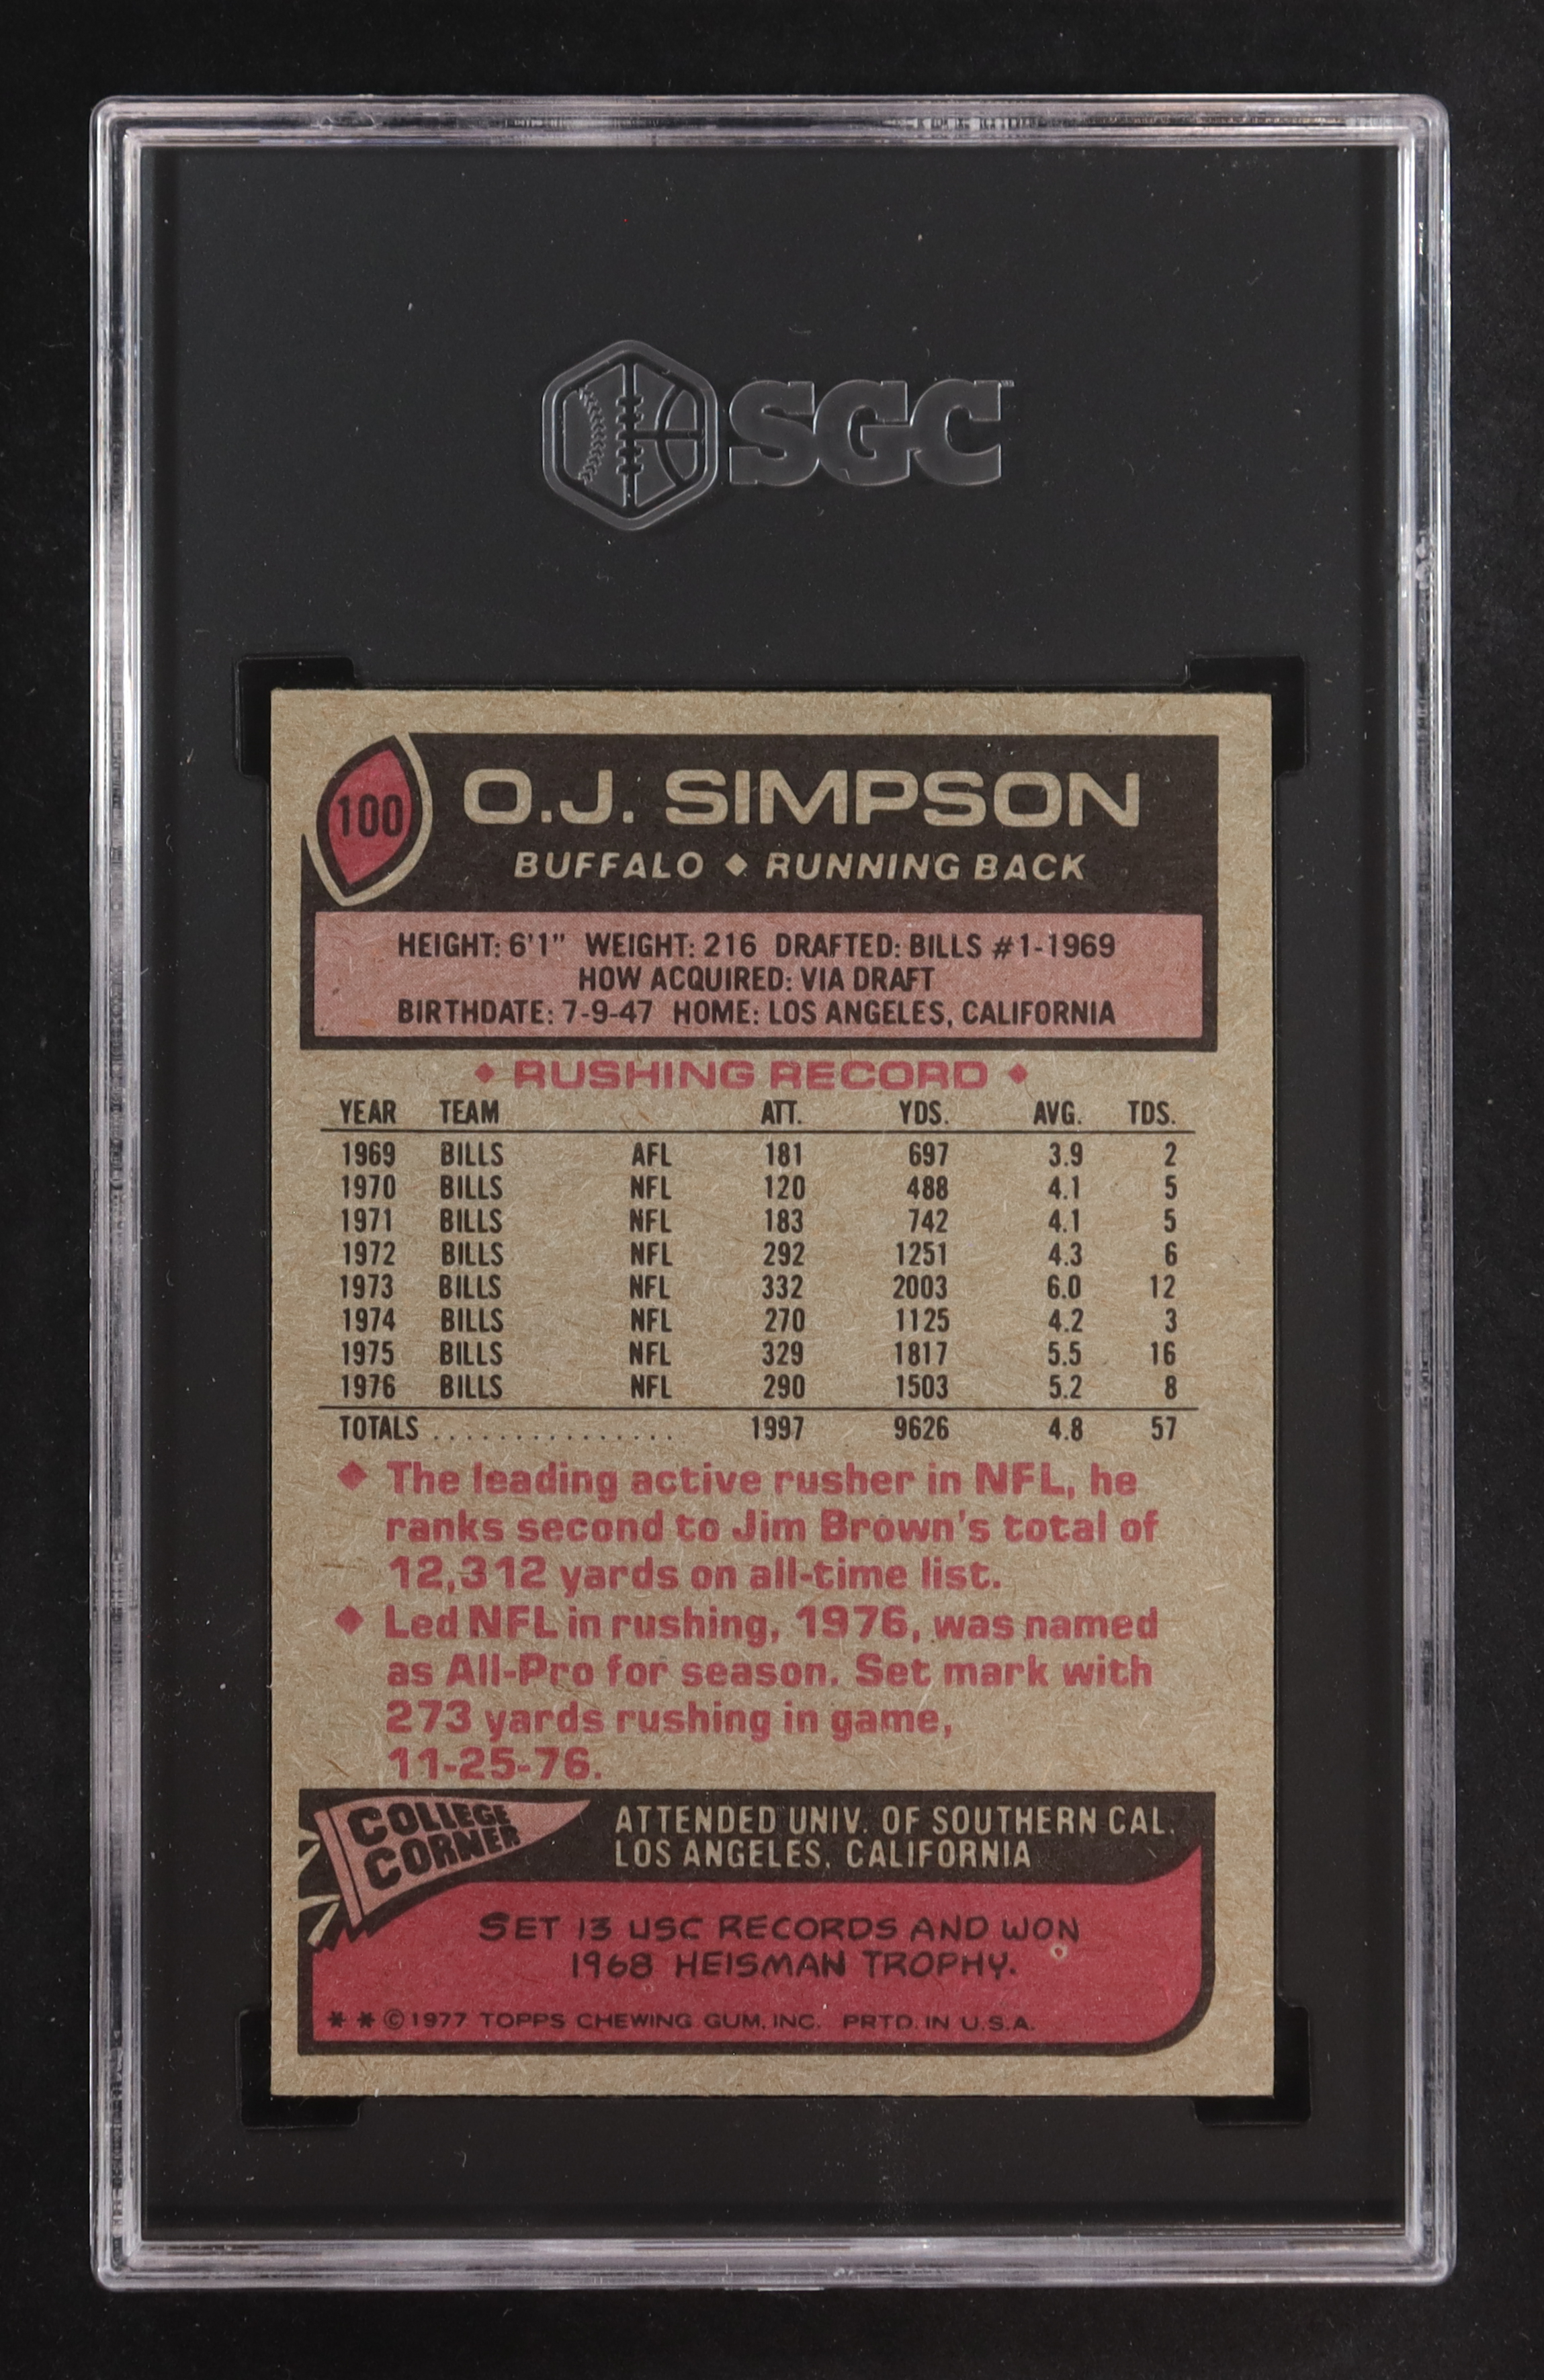 SGC
100
O.J. SIMPSON
BUFFALO ◆ RUNNING BACK
HEIGHT: 6'1" WEIGHT: 216 DRAFTED: BILLS #1-1969
HOW ACQUIRED: VIA DRAFT
BIRTHDATE: 7-9-47 HOME: LOS ANGELES, CALIFORNIA
◆ RUSHING RECORD ◆
YEAR TEAM ATT. YDS. AVG. TDS.
1969 BILLS AFL 181 697 3.9 2
1970 BILLS NFL 120 488 4.1 5
1971 BILLS NFL 183 742 4.1 5
1972 BILLS NFL 292 1251 4.3 6
1973 BILLS NFL 332 2003 6.0 12
1974 BILLS NFL 270 1125 4.2 3
1975 BILLS NFL 329 1817 5.5 16
1976 BILLS NFL 290 1503 5.2 8
TOTALS ............... 1997 9626 4.8 57
◆ The leading active rusher in NFL, he
ranks second to Jim Brown's total of
12,312 yards on all-time list.
◆ Led NFL in rushing, 1976, was named
as All-Pro for season. Set mark with
273 yards rushing in game,
11-25-76.
COLLEGE
CORNER
ATTENDED UNIV. OF SOUTHERN CAL.
LOS ANGELES, CALIFORNIA
SET 13 USC RECORDS AND WON
1968 HEISMAN TROPHY.
* * ©1977 TOPPS CHEWING GUM, INC. PRTD. IN U.S.A.